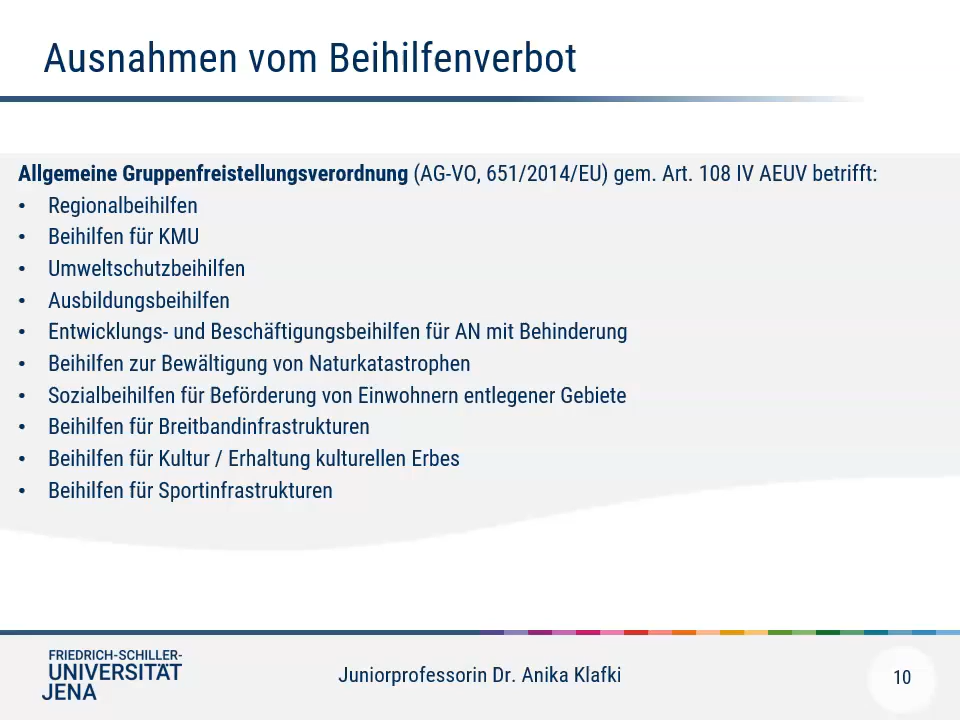 Ausnahmen vom Beihilfenverbot
Allgemeine Gruppenfreistellungsverordnung (AG-VO, 651/2014/EU) gem. Art. 108 IV AEUV betrifft:
• Regionalbeihilfen
• Beihilfen für KMU
• Umweltschutzbeihilfen
• Ausbildungsbeihilfen
• Entwicklungs- und Beschäftigungsbeihilfen für AN mit Behinderung
• Beihilfen zur Bewältigung von Naturkatastrophen
• Sozialbeihilfen für Beförderung von Einwohnern entlegener Gebiete
• Beihilfen für Breitbandinfrastrukturen
• Beihilfen für Kultur / Erhaltung kulturellen Erbes
• Beihilfen für Sportinfrastrukturen
FRIEDRICH-SCHILLER-
UNIVERSITÄT
JENA
Juniorprofessorin Dr. Anika Klafki
10